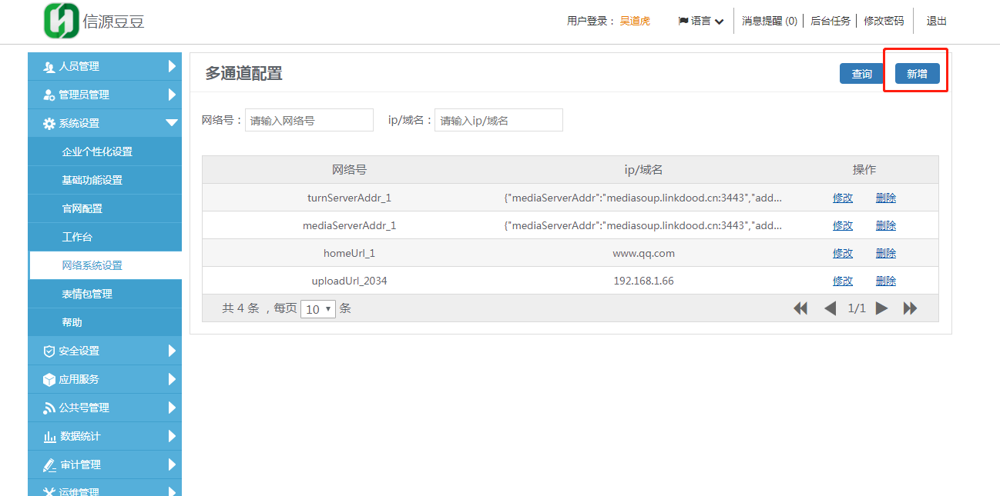 信源豆豆
用户登录： 吴道虎 语言 消息提醒 (0) 后台任务 修改密码 退出
人员管理
管理员管理
系统设置
企业个性化设置
基础功能设置
官网配置
工作台
网络系统设置
表情包管理
帮助
安全设置
应用服务
公共号管理
数据统计
审计管理
运维管理
多通道配置 查询 新增
网络号： 请输入网络号 ip/域名： 请输入ip/域名
网络号 ip/域名 操作
turnServerAddr_1 {"mediaServerAddr":"mediasoup.linkdood.cn:3443","add... 修改 删除
mediaServerAddr_1 {"mediaServerAddr":"mediasoup.linkdood.cn:3443","add... 修改 删除
homeUrl_1 www.qq.com 修改 删除
uploadUrl_2034 192.168.1.66 修改 删除
共 4 条 ，每页 10 条 1/1